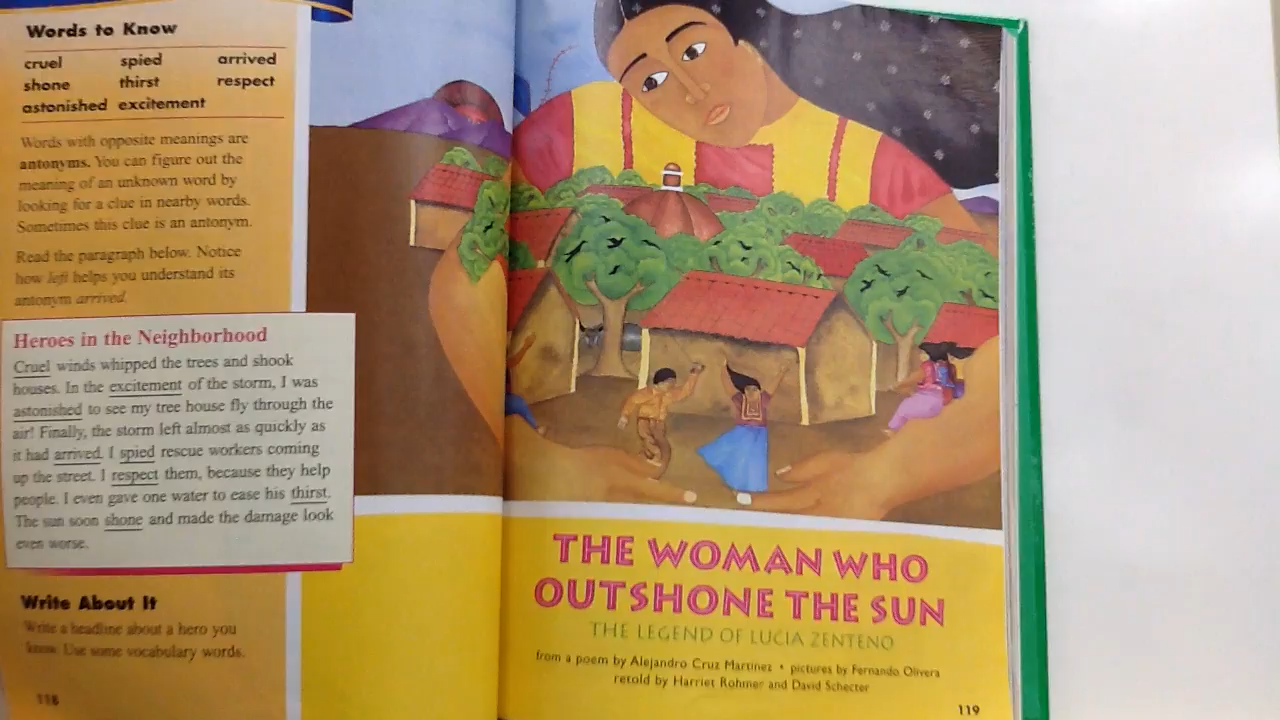 Words to Know
cruel spied arrived
shone thirst respect
astonished excitement
Words with opposite meanings are
antonyms. You can figure out the
meaning of an unknown word by
looking for a clue in nearby words.
Sometimes this clue is an antonym.
Read the paragraph below. Notice
how left helps you understand its
antonym arrived.
Heroes in the Neighborhood
Cruel winds whipped the trees and shook
houses. In the excitement of the storm, I was
astonished to see my tree house fly through the
air! Finally, the storm left almost as quickly as
it had arrived. I spied rescue workers coming
up the street. I respect them, because they help
people. I even gave one water to ease his thirst.
The sun soon shone and made the damage look
even worse.
Write About It
Write a headline about a hero you
know. Use some vocabulary words.
118
THE WOMAN WHO
OUTSHONE THE SUN
THE LEGEND OF LUCIA ZENTENO
from a poem by Alejandro Cruz Martinez • pictures by Fernando Olivera
retold by Harriet Rohmer and David Schecter
119